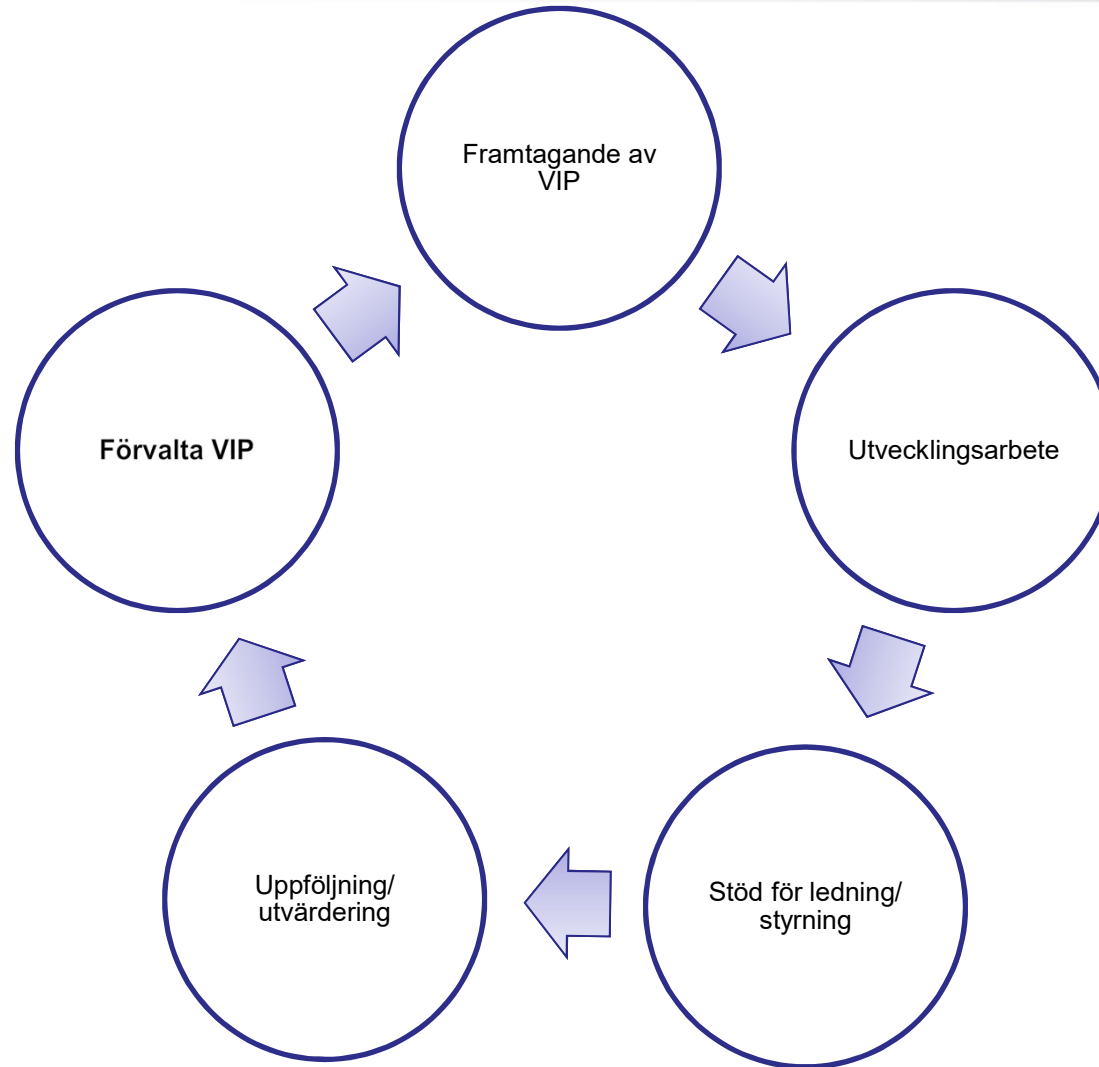 Framtagande av
VIP
Utvecklingsarbete
Stöd för ledning/
styrning
Uppföljning/
utvärdering
Förvalta VIP